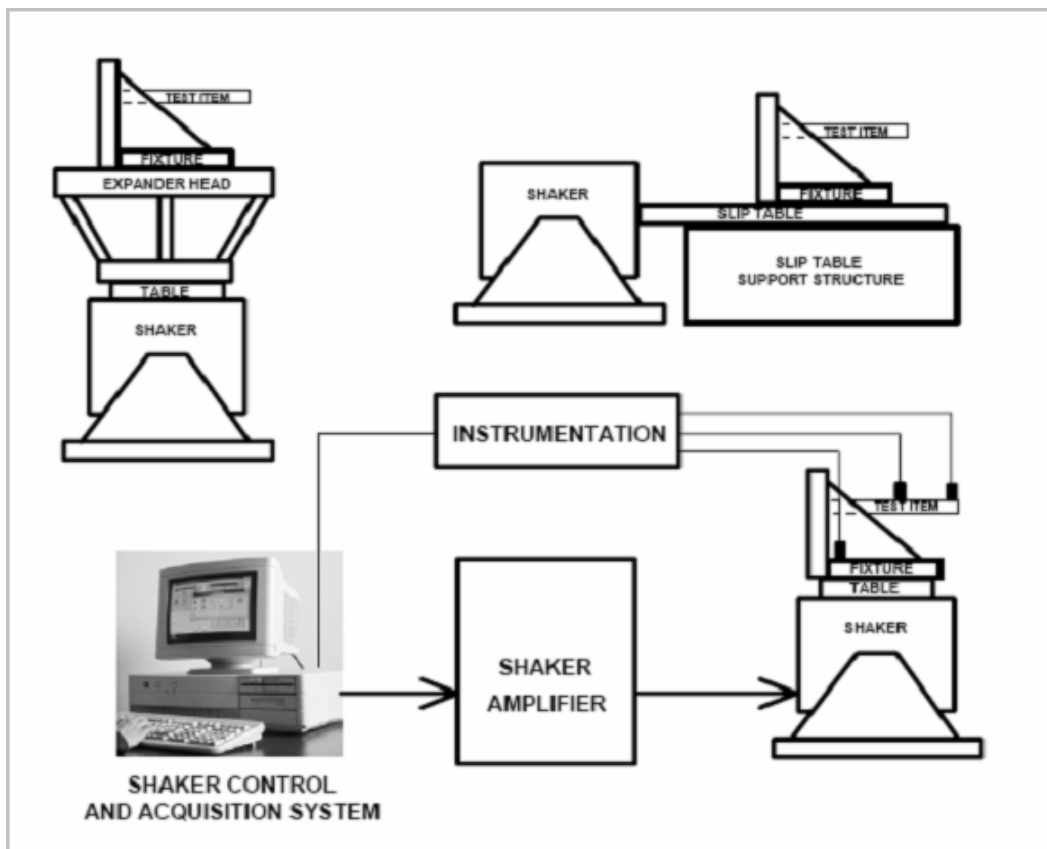 TEST ITEM
FIXTURE
EXPANDER HEAD
TABLE
SHAKER
TEST ITEM
SHAKER
FIXTURE
SLIP TABLE
SLIP TABLE
SUPPORT STRUCTURE
INSTRUMENTATION
TEST ITEM
FIXTURE
TABLE
SHAKER
SHAKER
AMPLIFIER
SHAKER CONTROL
AND ACQUISITION SYSTEM